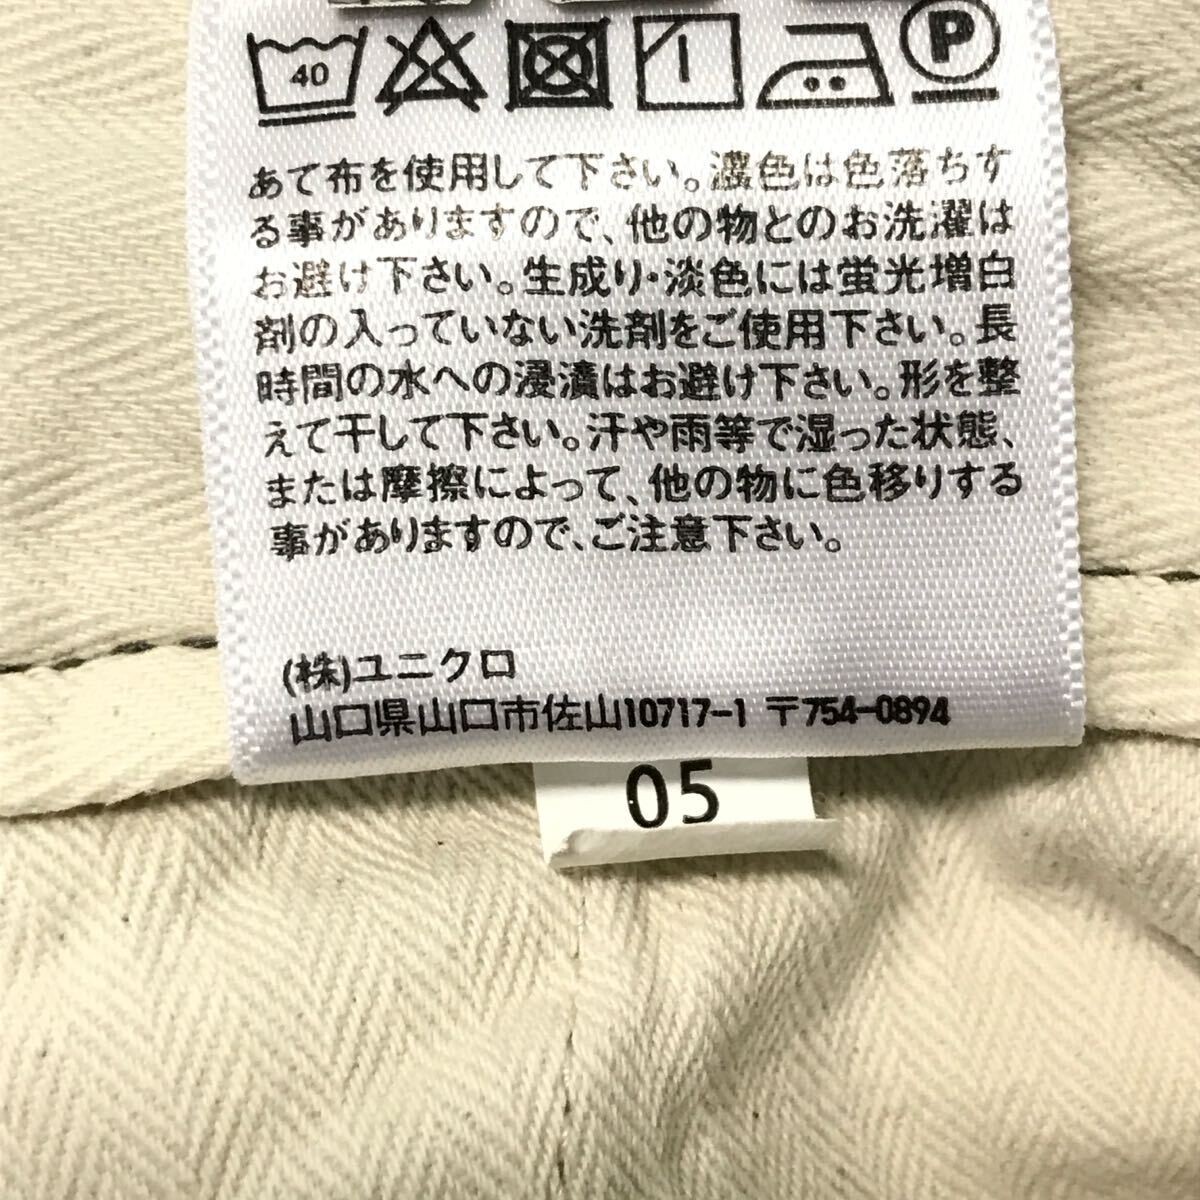 40
P
あて布を使用して下さい。濃色は色落ちす
る事がありますので、他の物とのお洗濯は
お避け下さい。生成り・淡色には蛍光増白
剤の入っていない洗剤をご使用下さい。長
時間の水への浸漬はお避け下さい。形を整
えて干して下さい。汗や雨等で湿った状態、
または摩擦によって、他の物に色移りする
事がありますので、ご注意下さい。
(株)ユニクロ
山口県山口市佐山10717-1 〒754-0894
05